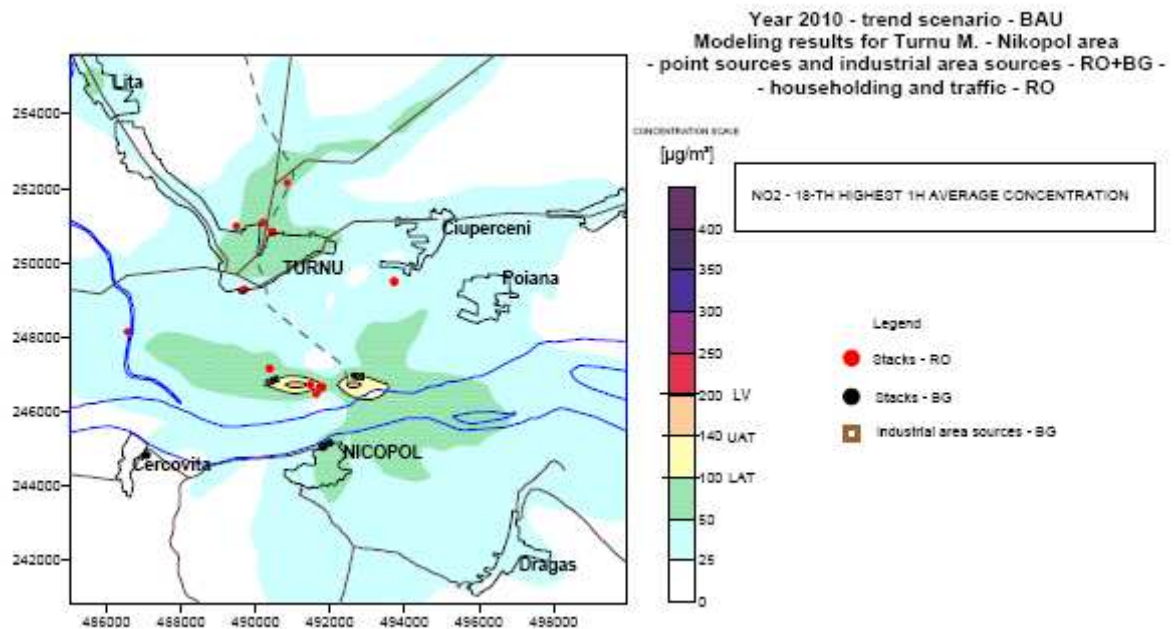 Year 2010 - trend scenario - BAU
Modeling results for Turnu M. - Nikopol area
- point sources and industrial area sources - RO+BG -
- householding and traffic - RO
CONCENTRATION SCALE
[µg/m³]
NO2 - 18-TH HIGHEST 1H AVERAGE CONCENTRATION
400
350
300
250
200 LV
140 UAT
100 LAT
50
25
0
Legend
Stacks - RO
Stacks - BG
Industrial area sources - BG
254000
252000
250000
248000
246000
244000
242000
486000 488000 490000 492000 494000 496000 498000
Lita
Ciuperceni
TURNU
Poiana
NICOPOL
Cercovita
Dragas